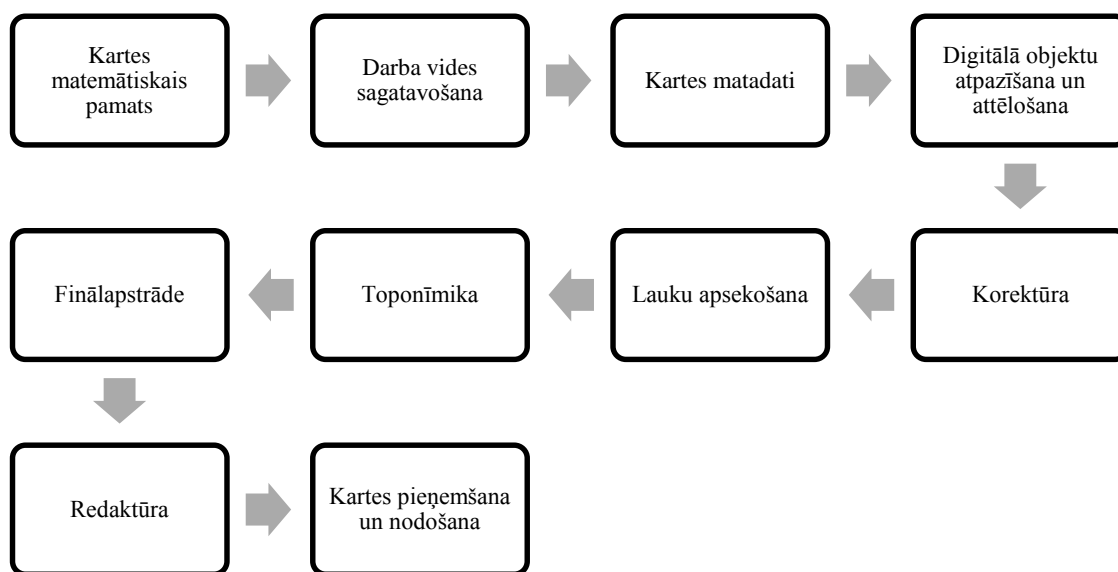 Kartes
matemātiskais
pamats
Darba vides
sagatavošana
Kartes matadati
Digitālā objektu
atpazīšana un
attēlošana
Korektūra
Lauku apsekošana
Toponīmika
Finālapstrāde
Redaktūra
Kartes pieņemšana
un nodošana